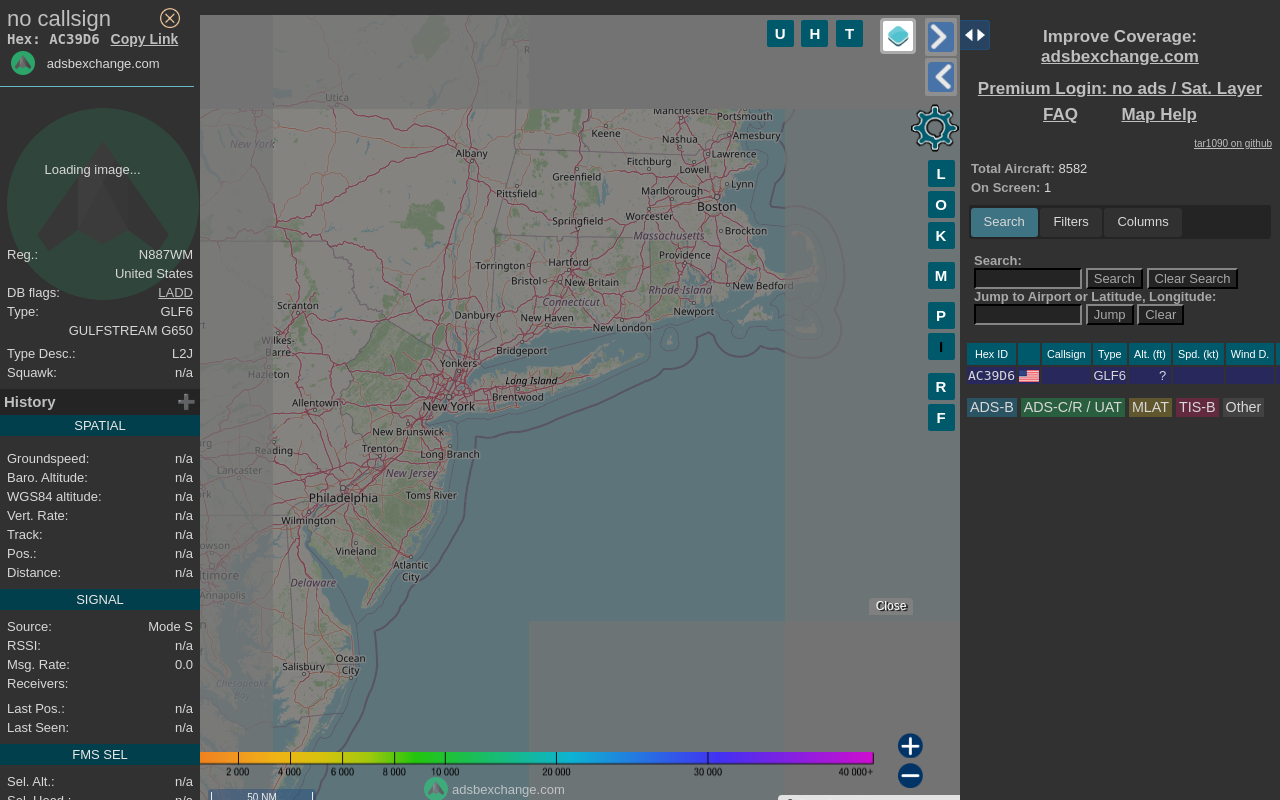 no callsign
Hex: AC39D6 Copy Link
adsbexchange.com
Loading image...
Reg.: N887WM
United States
DB flags: LADD
Type: GLF6
GULFSTREAM G650
Type Desc.: L2J
Squawk: n/a
History
SPATIAL
Groundspeed: n/a
Baro. Altitude: n/a
WGS84 altitude: n/a
Vert. Rate: n/a
Track: n/a
Pos.: n/a
Distance: n/a
SIGNAL
Source: Mode S
RSSI: n/a
Msg. Rate: 0.0
Receivers:
Last Pos.: n/a
Last Seen: n/a
FMS SEL
Sel. Alt.: n/a
Sel. Head.: n/a
U H T
L
O
K
M
P
I
R
F
Utica
New York
Albany
Keene
Manchester
Portsmouth
Nashua
Amesbury
Fitchburg
Lawrence
Lowell
Greenfield
Pittsfield
Marlborough
Lynn
Boston
Worcester
Springfield
Massachusetts
Brockton
Torrington
Hartford
Providence
Bristol
New Britain
Rhode Island
New Bedford
Connecticut
Scranton
Danbury
New Haven
Newport
New London
Wilkes-
Barre
Bridgeport
Yonkers
Hazleton
Long Island
Allentown
New York
Brentwood
New Brunswick
Reading
Trenton
Long Branch
Lancaster
New Jersey
Philadelphia
Toms River
Wilmington
Vineland
Atlantic
City
Annapolis
Delaware
Ocean
City
Salisbury
Chesapeake
Close
2 000 4 000 6 000 8 000 10 000 20 000 30 000 40 000+
adsbexchange.com
50 NM
Improve Coverage:
adsbexchange.com
Premium Login: no ads / Sat. Layer
FAQ Map Help
tar1090 on github
Total Aircraft: 8582
On Screen: 1
Search Filters Columns
Search:
Search Clear Search
Jump to Airport or Latitude, Longitude:
Jump Clear
Hex ID Callsign Type Alt. (ft) Spd. (kt) Wind D.
AC39D6 GLF6 ?
ADS-B ADS-C/R / UAT MLAT TIS-B Other